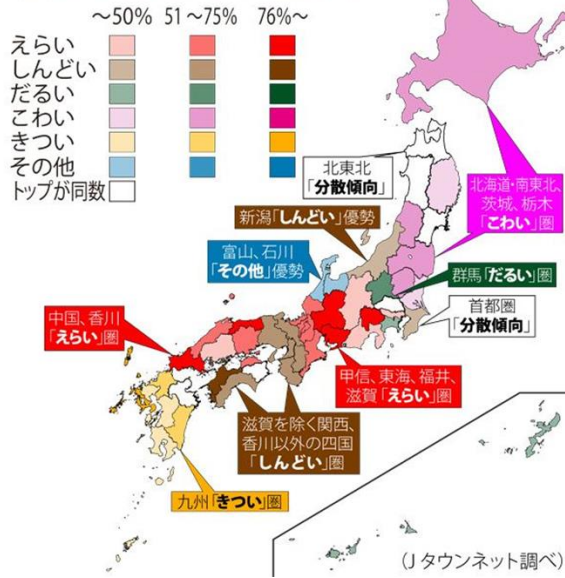 ～50% 51～75% 76%～
えらい
しんどい
だるい
こわい
きつい
その他
トップが同数
北東北
「分散傾向」
北海道・南東北、
茨城、栃木
「こわい」圏
新潟「しんどい」優勢
富山、石川
「その他」優勢
群馬「だるい」圏
首都圏
「分散傾向」
中国、香川
「えらい」圏
甲信、東海、福井、
滋賀「えらい」圏
滋賀を除く関西、
香川以外の四国
「しんどい」圏
九州「きつい」圏
(Jタウンネット調べ)